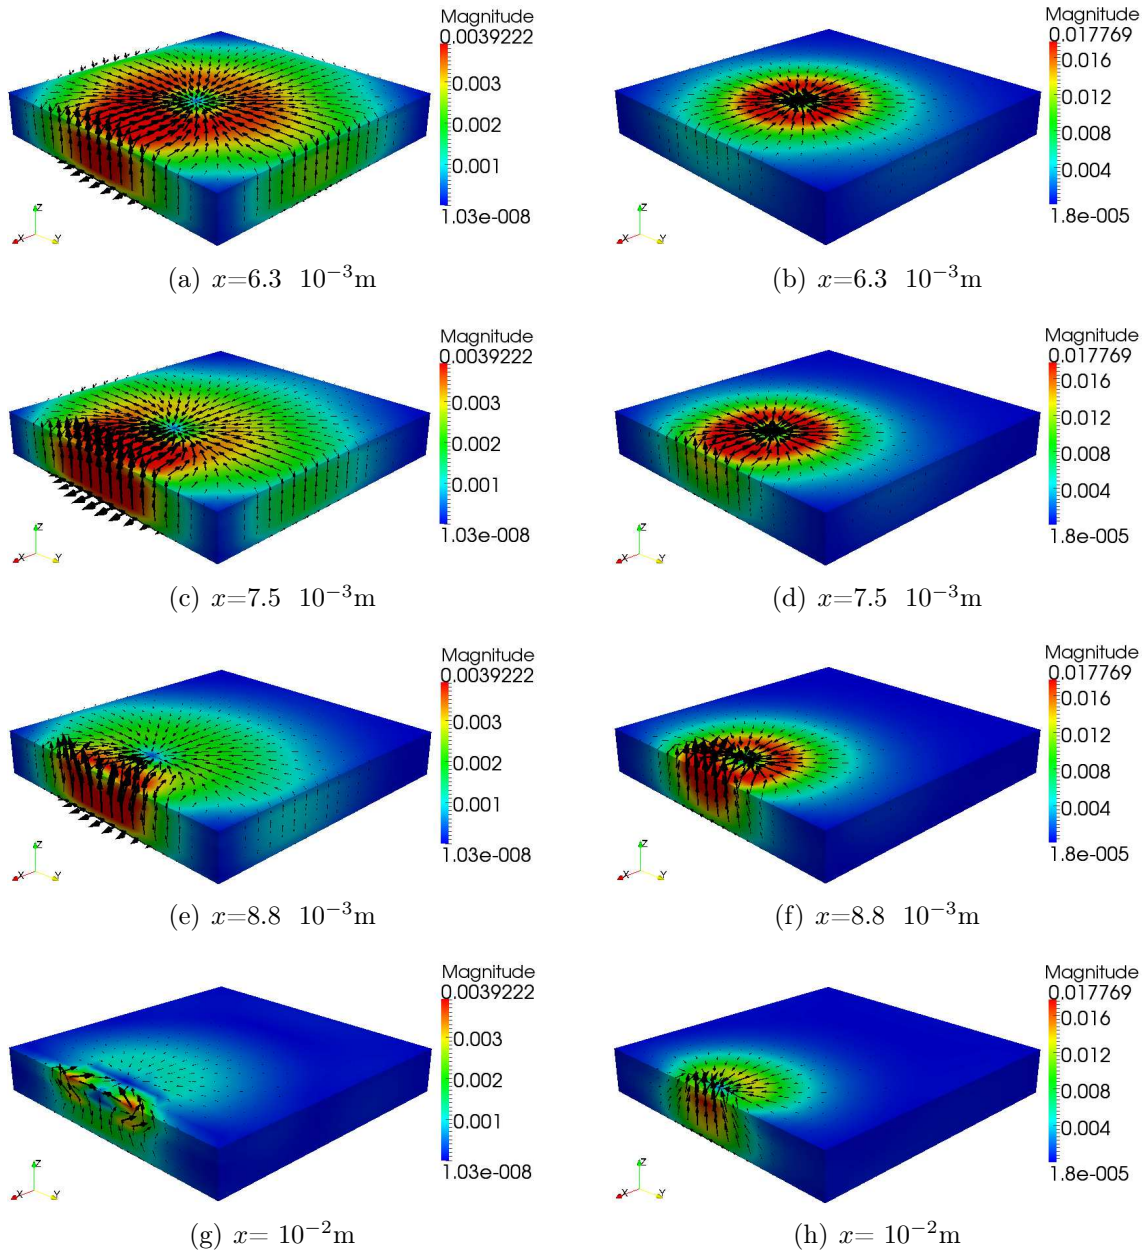 Magnitude
0.0039222
0.003
0.002
0.001
1.03e-008
Z
X
Y
(a) x=6.3 10⁻³m
Magnitude
0.017769
0.016
0.012
0.008
0.004
1.8e-005
Z
X
Y
(b) x=6.3 10⁻³m
Magnitude
0.0039222
0.003
0.002
0.001
1.03e-008
Z
X
Y
(c) x=7.5 10⁻³m
Magnitude
0.017769
0.016
0.012
0.008
0.004
1.8e-005
Z
X
Y
(d) x=7.5 10⁻³m
Magnitude
0.0039222
0.003
0.002
0.001
1.03e-008
Z
X
Y
(e) x=8.8 10⁻³m
Magnitude
0.017769
0.016
0.012
0.008
0.004
1.8e-005
Z
X
Y
(f) x=8.8 10⁻³m
Magnitude
0.0039222
0.003
0.002
0.001
1.03e-008
Z
X
Y
(g) x= 10⁻²m
Magnitude
0.017769
0.016
0.012
0.008
0.004
1.8e-005
Z
X
Y
(h) x= 10⁻²m